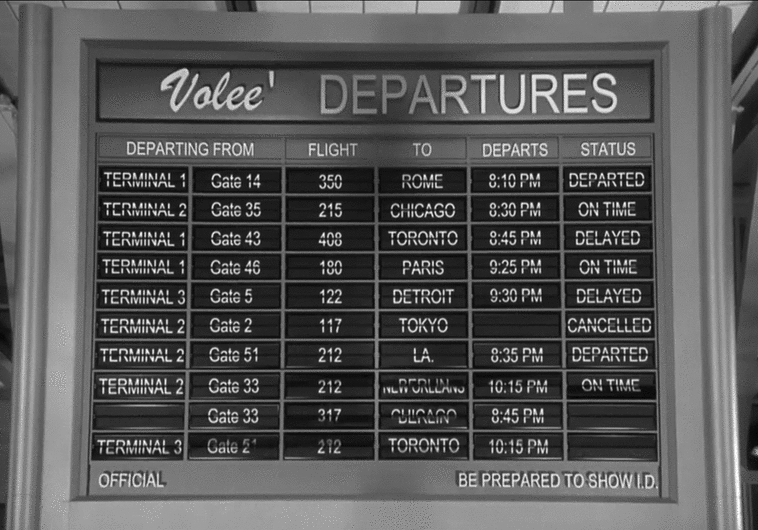 Volee' DEPARTURES
DEPARTING FROM FLIGHT TO DEPARTS STATUS
TERMINAL 1 Gate 14 350 ROME 8:10 PM DEPARTED
TERMINAL 2 Gate 35 215 CHICAGO 8:30 PM ON TIME
TERMINAL 1 Gate 43 408 TORONTO 8:45 PM DELAYED
TERMINAL 1 Gate 46 180 PARIS 9:25 PM ON TIME
TERMINAL 3 Gate 5 122 DETROIT 9:30 PM DELAYED
TERMINAL 2 Gate 2 117 TOKYO CANCELLED
TERMINAL 2 Gate 51 212 LA. 8:35 PM DEPARTED
TERMINAL 2 Gate 33 212 10:15 PM ON TIME
Gate 33 317 8:45 PM
TERMINAL 3 Gate 212 TORONTO 10:15 PM
OFFICIAL BE PREPARED TO SHOW I.D.